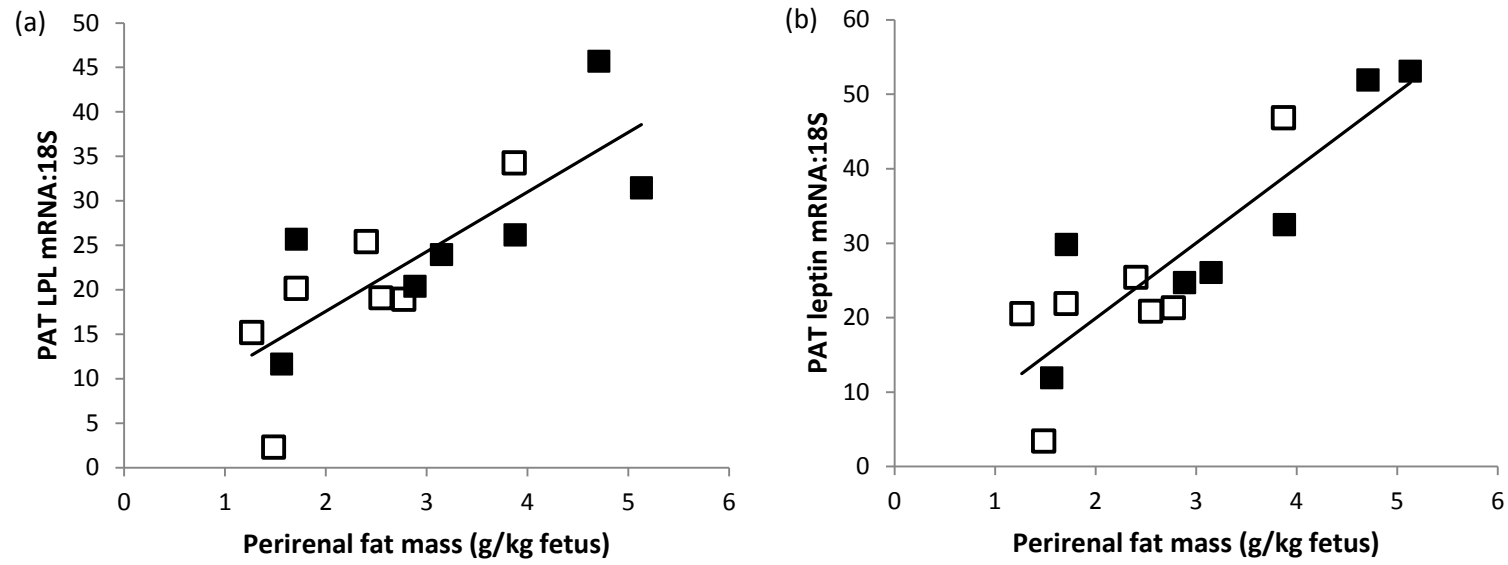 (a)
PAT LPL mRNA:18S
50
45
40
35
30
25
20
15
10
5
0
0 1 2 3 4 5 6
Perirenal fat mass (g/kg fetus)
(b)
PAT leptin mRNA:18S
60
50
40
30
20
10
0
0 1 2 3 4 5 6
Perirenal fat mass (g/kg fetus)